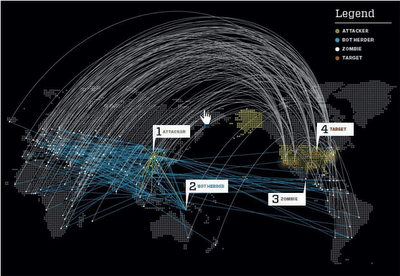 Legend
ATTACKER
BOT HERDER
ZOMBIE
TARGET
1 ATTACKER
4 TARGET
2 BOT HERDER
3 ZOMBIE